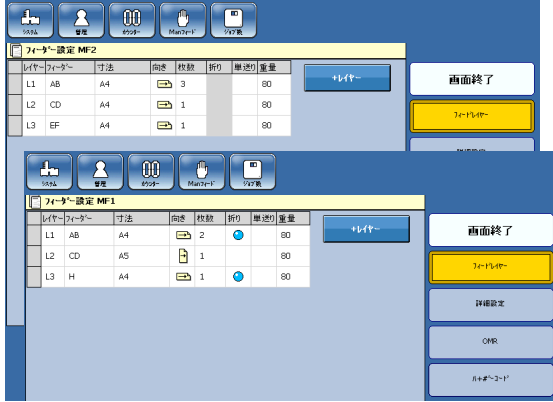 システム 管理 カウンター Manフィード ジョブ後
フィーダー設定 MF2
レイヤー フィーダー 寸法 向き 枚数 折り 単送り 重量
L1 AB A4 3 80
L2 CD A4 1 80
L3 EF A4 1 80
+レイヤー
画面終了
フィードレイヤー
システム 管理 カウンター Manフィード ジョブ後
フィーダー設定 MF1
レイヤー フィーダー 寸法 向き 枚数 折り 単送り 重量
L1 AB A4 2 80
L2 CD A5 1 80
L3 H A4 1 80
+レイヤー
画面終了
フィードレイヤー
詳細設定
OMR
バーコード